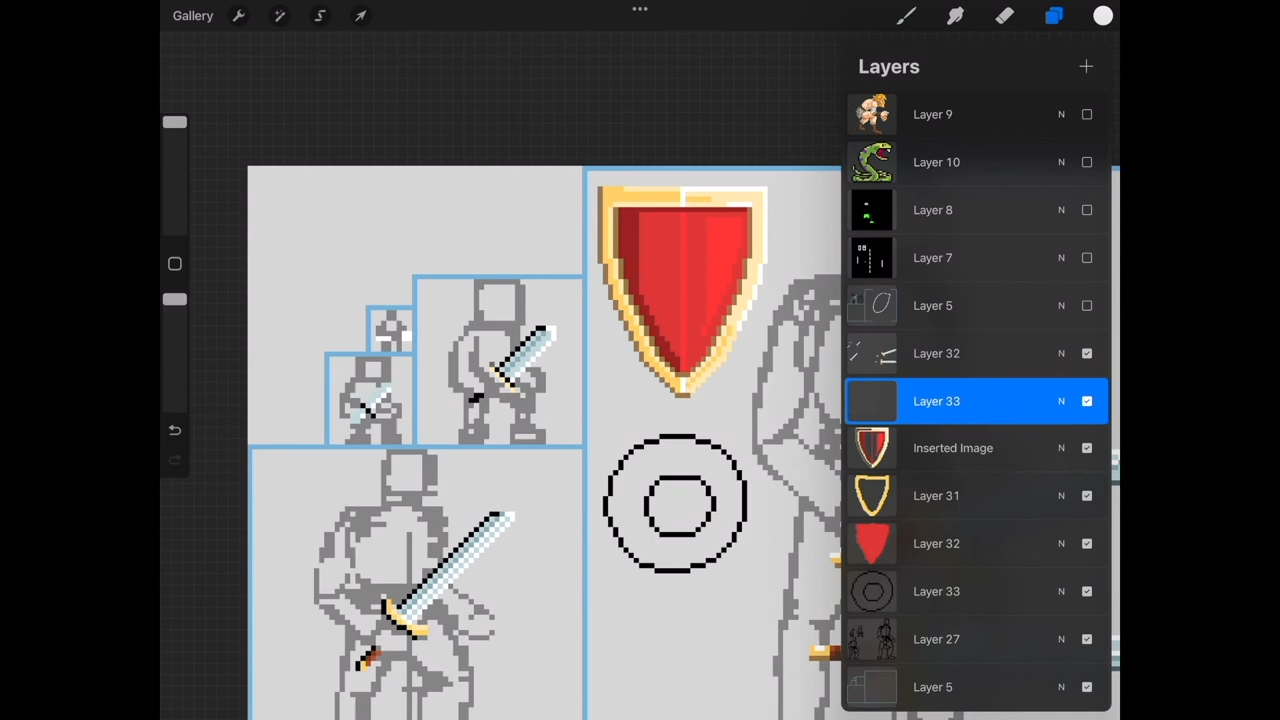 Gallery
Layers
Layer 9 N
Layer 10 N
Layer 8 N
Layer 7 N
Layer 5 N
Layer 32 N
Layer 33 N
Inserted Image N
Layer 31 N
Layer 32 N
Layer 33 N
Layer 27 N
Layer 5 N